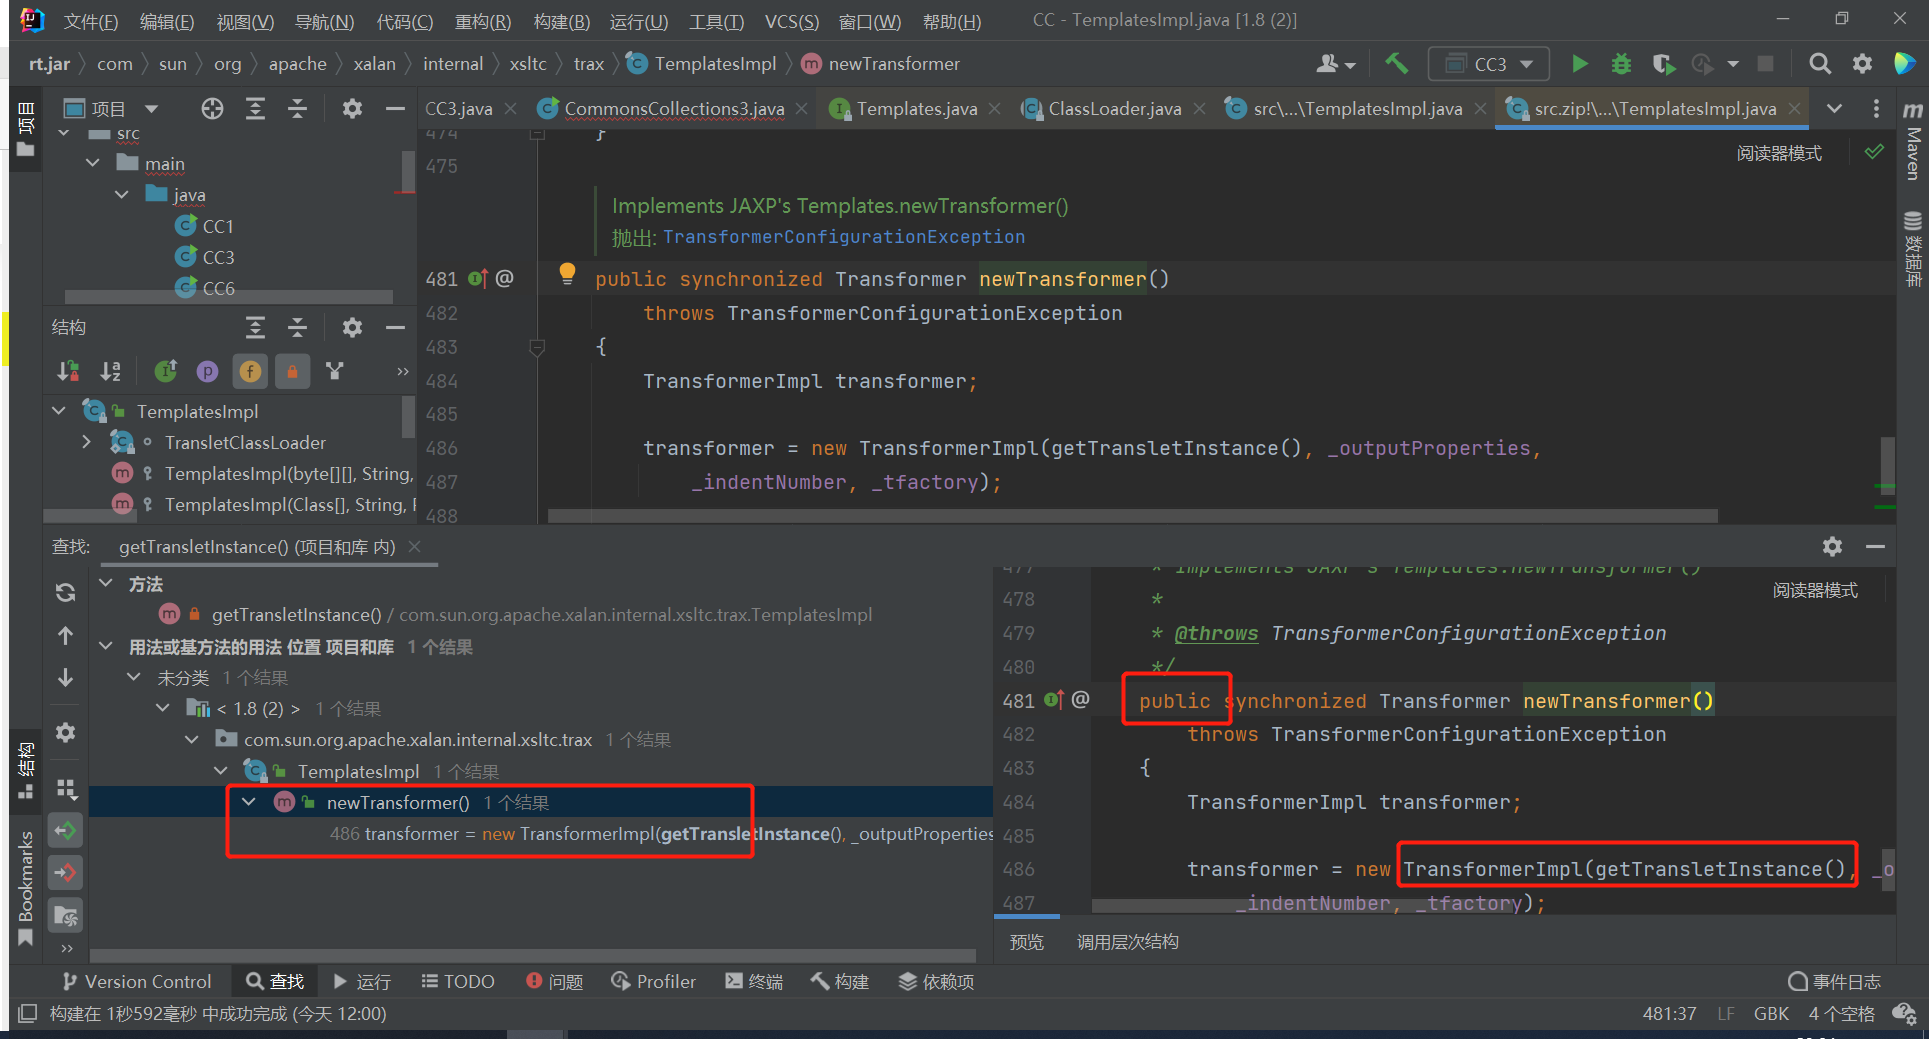 文件(F) 编辑(E) 视图(V) 导航(N) 代码(C) 重构(R) 构建(B) 运行(U) 工具(T) VCS(S) 窗口(W) 帮助(H) CC - TemplatesImpl.java [1.8 (2)]
rt.jar com sun org apache xalan internal xsltc trax TemplatesImpl newTransformer CC3
项目
项目
CC3.java CommonsCollections3.java Templates.java ClassLoader.java src\...\TemplatesImpl.java src.zip!\...\TemplatesImpl.java
src
main
java
CC1
CC3
CC6
474 }
475
阅读器模式
Implements JAXP's Templates.newTransformer()
抛出: TransformerConfigurationException
481 @ public synchronized Transformer newTransformer()
482 throws TransformerConfigurationException
483 {
484 TransformerImpl transformer;
485
486 transformer = new TransformerImpl(getTransletInstance(), _outputProperties,
487 _indentNumber, _tfactory);
488
Maven
数据库
结构
TemplatesImpl
TransletClassLoader
TemplatesImpl(byte[][], String,
TemplatesImpl(Class[], String,
查找: getTransletInstance() (项目和库 内)
方法
getTransletInstance() / com.sun.org.apache.xalan.internal.xsltc.trax.TemplatesImpl
用法或基方法的用法 位置 项目和库 1 个结果
未分类 1 个结果
< 1.8 (2) > 1 个结果
com.sun.org.apache.xalan.internal.xsltc.trax 1 个结果
TemplatesImpl 1 个结果
newTransformer() 1 个结果
486 transformer = new TransformerImpl(getTransletInstance(), _outputProperties
477 * Implements JAXP's Templates.newTransformer()
478 *
479 * @throws TransformerConfigurationException
480 */
阅读器模式
481 @ public synchronized Transformer newTransformer()
482 throws TransformerConfigurationException
483 {
484 TransformerImpl transformer;
485
486 transformer = new TransformerImpl(getTransletInstance(), _o
487 _indentNumber, _tfactory);
预览 调用层次结构
结构
Bookmarks
Version Control 查找 运行 TODO 问题 Profiler 终端 构建 依赖项 事件日志
构建在 1秒592毫秒 中成功完成 (今天 12:00) 481:37 LF GBK 4 个空格